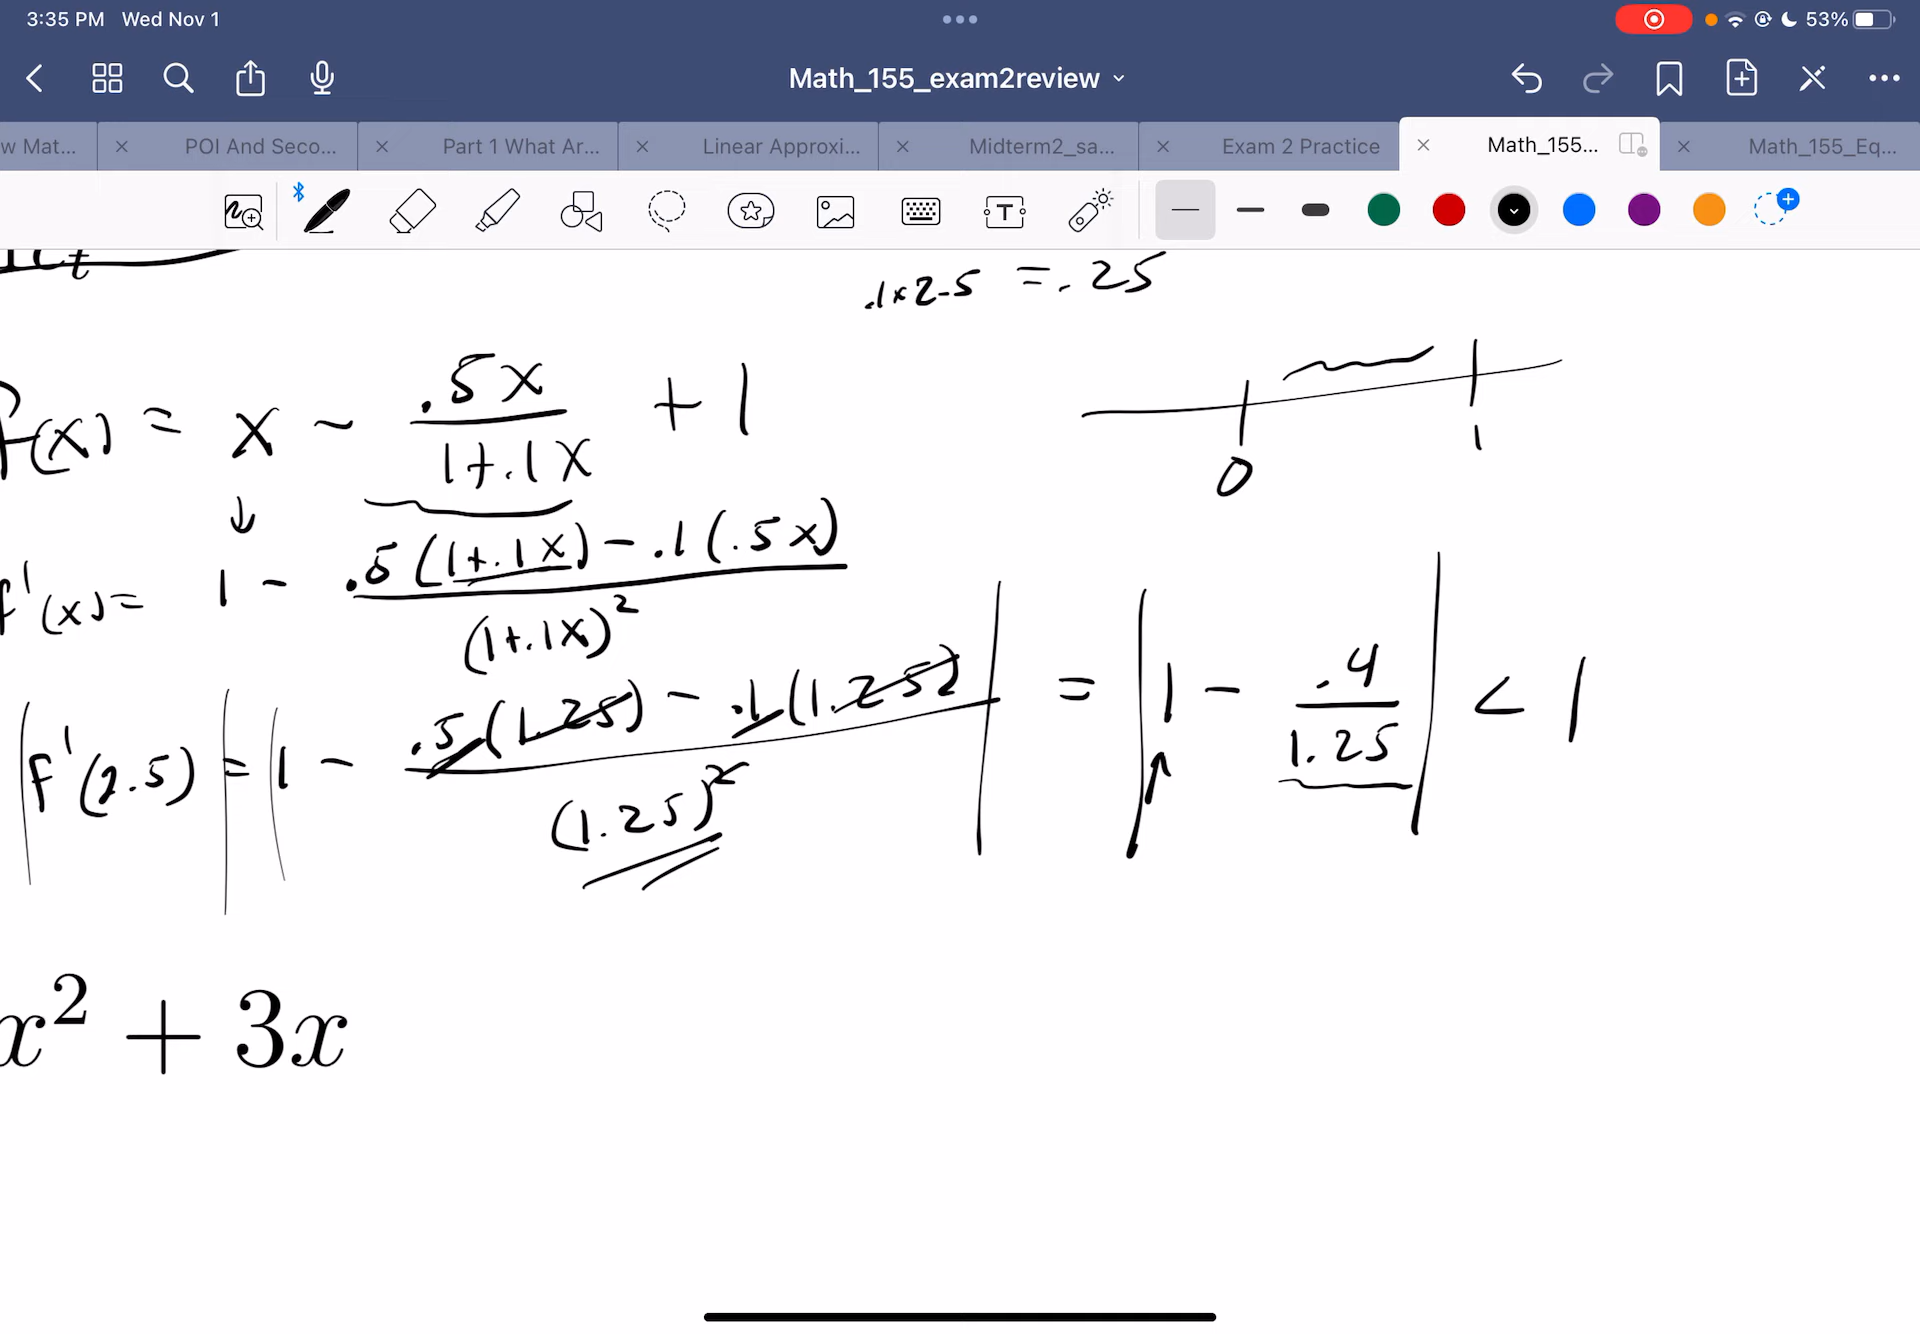 3:35 PM Wed Nov 1
53%
Math_155_exam2review
w Mat...
POI And Seco...
Part 1 What Ar...
Linear Approxi...
Midterm2_sa...
Exam 2 Practice
Math_155...
Math_155_Eq...
.1x2.5 = .25
f(x) = x - .5x / 1+.1x + 1
0 1
f'(x) = 1 - .5(1+.1x) - .1(.5x) / (1+.1x)²
|f'(2.5)| = |1 - .5(1.25) - .1(1.25) / (1.25)²| = |1 - .4 / 1.25| < 1
x² + 3x